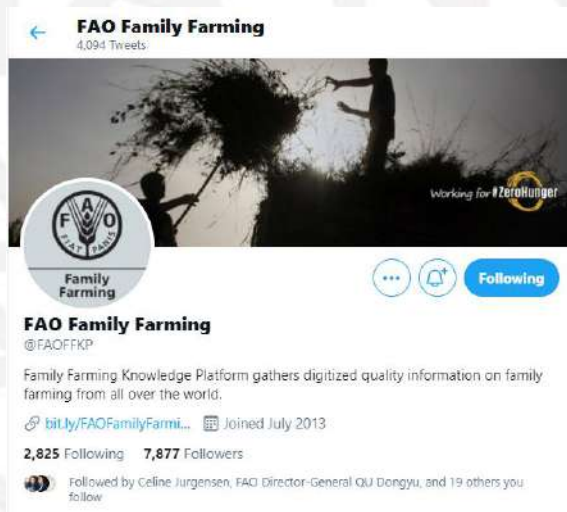 FAO Family Farming
4,094 Tweets
Working for #ZeroHunger
F A O
FIAT PANIS
Family
Farming
Following
FAO Family Farming
@FAOFFKP
Family Farming Knowledge Platform gathers digitized quality information on family
farming from all over the world.
bit.ly/FAOFamilyFarmi... Joined July 2013
2,825 Following 7,877 Followers
Followed by Celine Jurgensen, FAO Director-General QU Dongyu, and 19 others you
follow